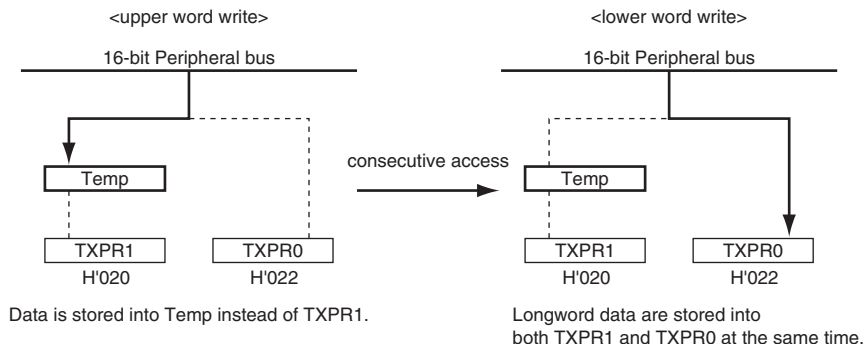 <upper word write>
16-bit Peripheral bus
Temp
TXPR1
TXPR0
H'020
H'022
Data is stored into Temp instead of TXPR1.
consecutive access
<lower word write>
16-bit Peripheral bus
Temp
TXPR1
TXPR0
H'020
H'022
Longword data are stored into
both TXPR1 and TXPR0 at the same time.